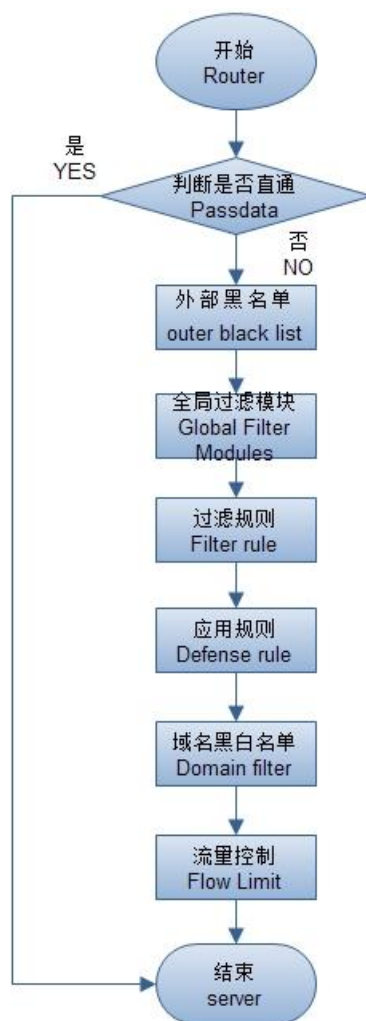 开始
Router
是
YES
判断是否直通
Passdata
否
NO
外部黑名单
outer black list
全局过滤模块
Global Filter
Modules
过滤规则
Filter rule
应用规则
Defense rule
域名黑白名单
Domain filter
流量控制
Flow Limit
结束
server